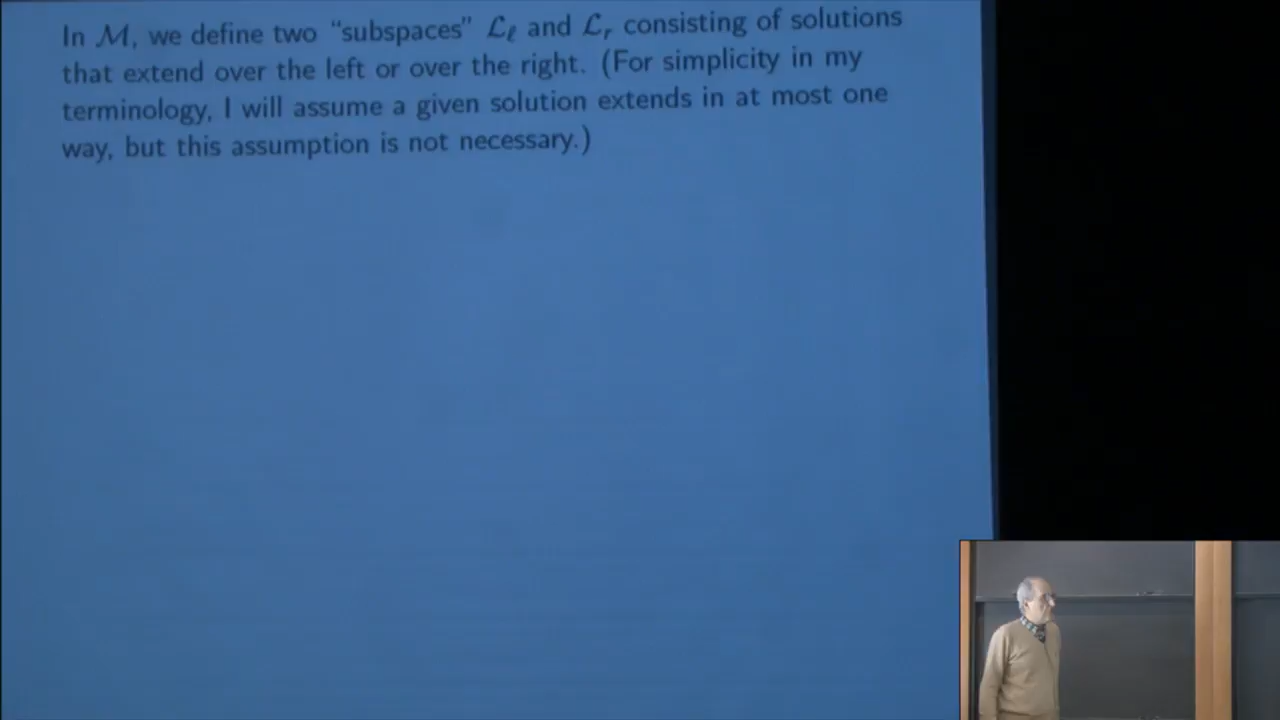 In ℳ, we define two “subspaces” ℒ_ℓ and ℒ_r consisting of solutions
that extend over the left or over the right. (For simplicity in my
terminology, I will assume a given solution extends in at most one
way, but this assumption is not necessary.)